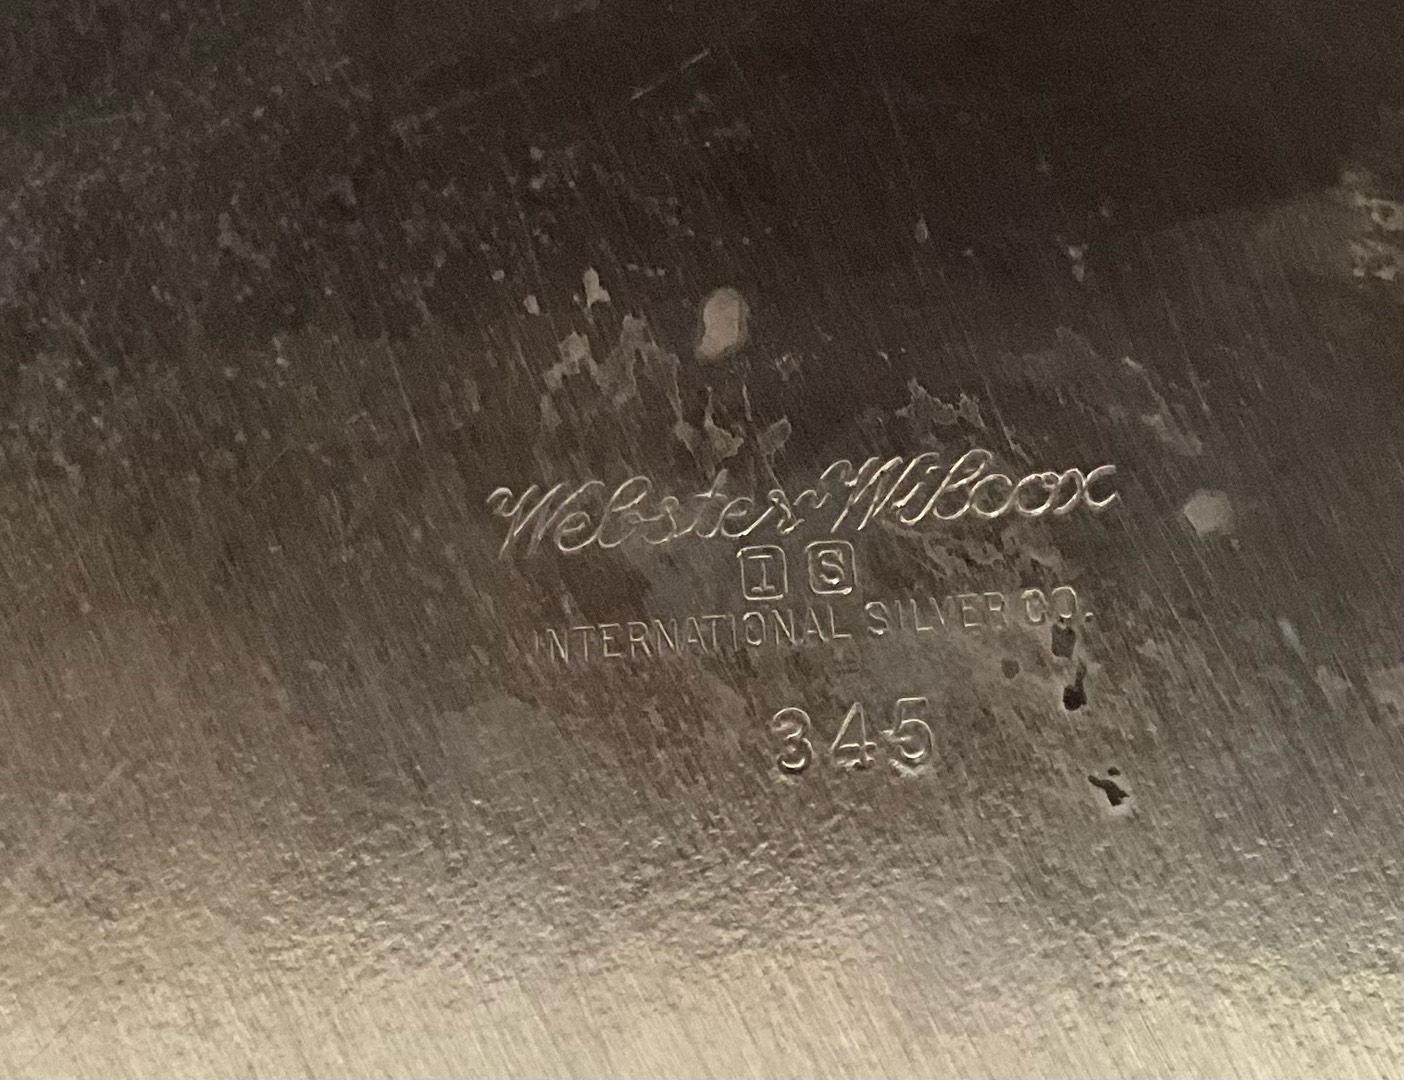 Webster Wilcox
I S
INTERNATIONAL SILVER CO.
345